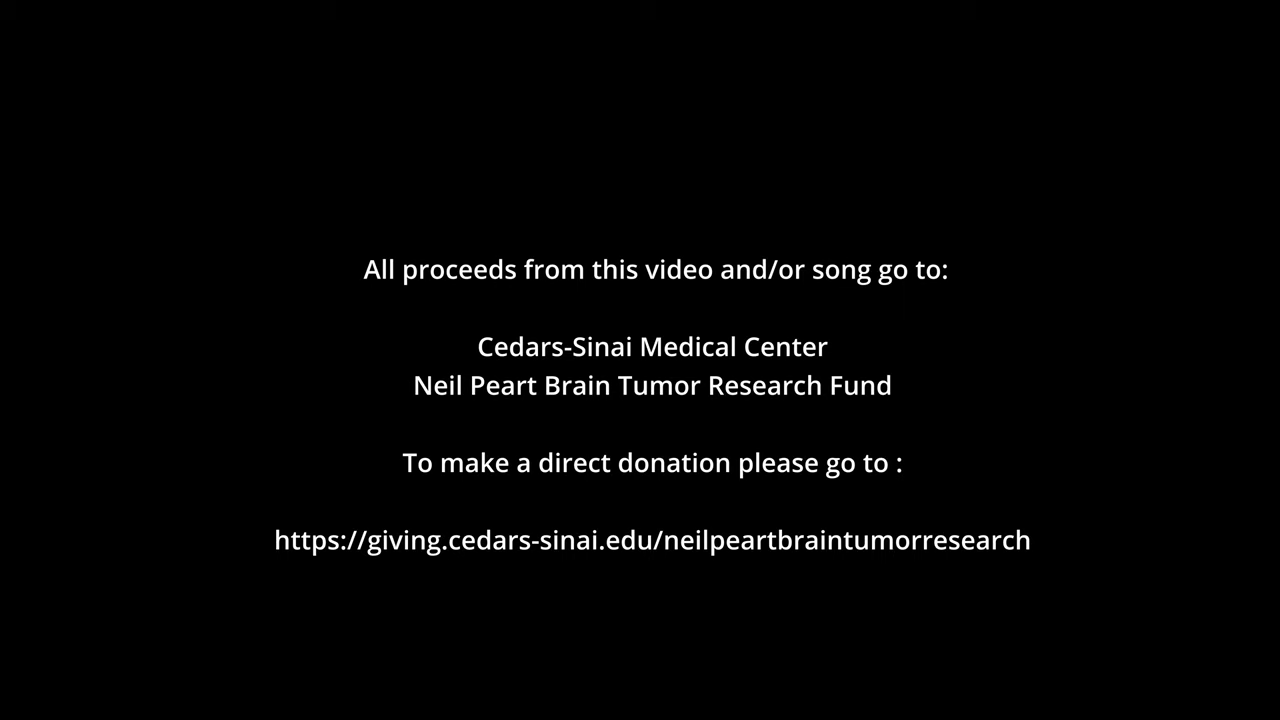 All proceeds from this video and/or song go to:
Cedars-Sinai Medical Center
Neil Peart Brain Tumor Research Fund
To make a direct donation please go to :
https://giving.cedars-sinai.edu/neilpeartbraintumorresearch